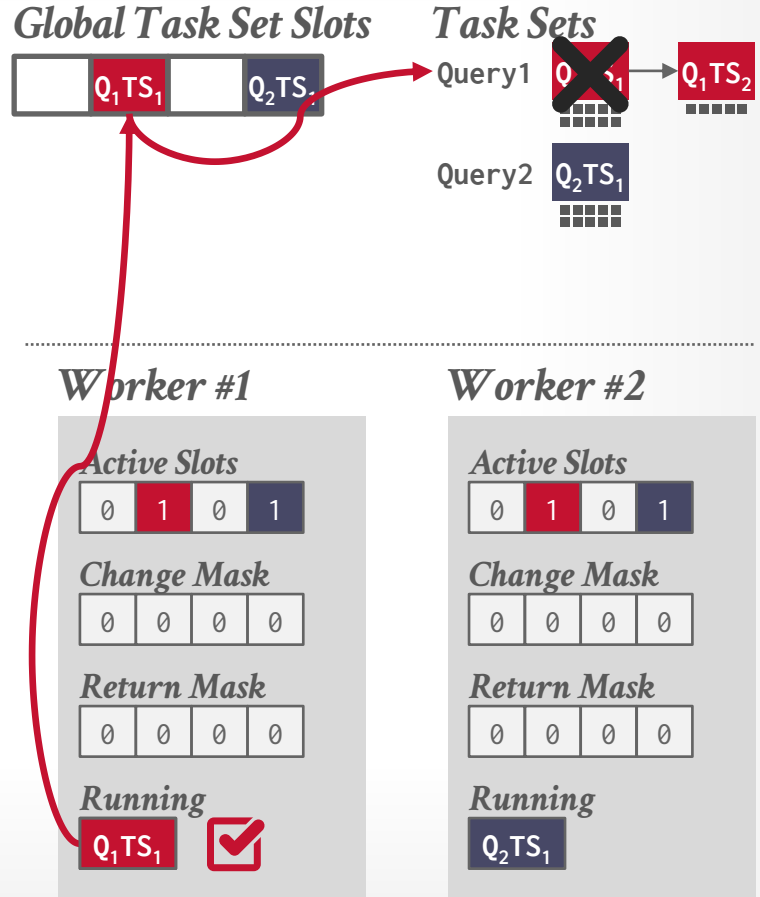 Global Task Set Slots
Q₁TS₁ Q₂TS₁
Task Sets
Query1 Q₁TS₁ Q₁TS₂
Query2 Q₂TS₁
Worker #1
Active Slots
0 1 0 1
Change Mask
0 0 0 0
Return Mask
0 0 0 0
Running
Q₁TS₁
Worker #2
Active Slots
0 1 0 1
Change Mask
0 0 0 0
Return Mask
0 0 0 0
Running
Q₂TS₁